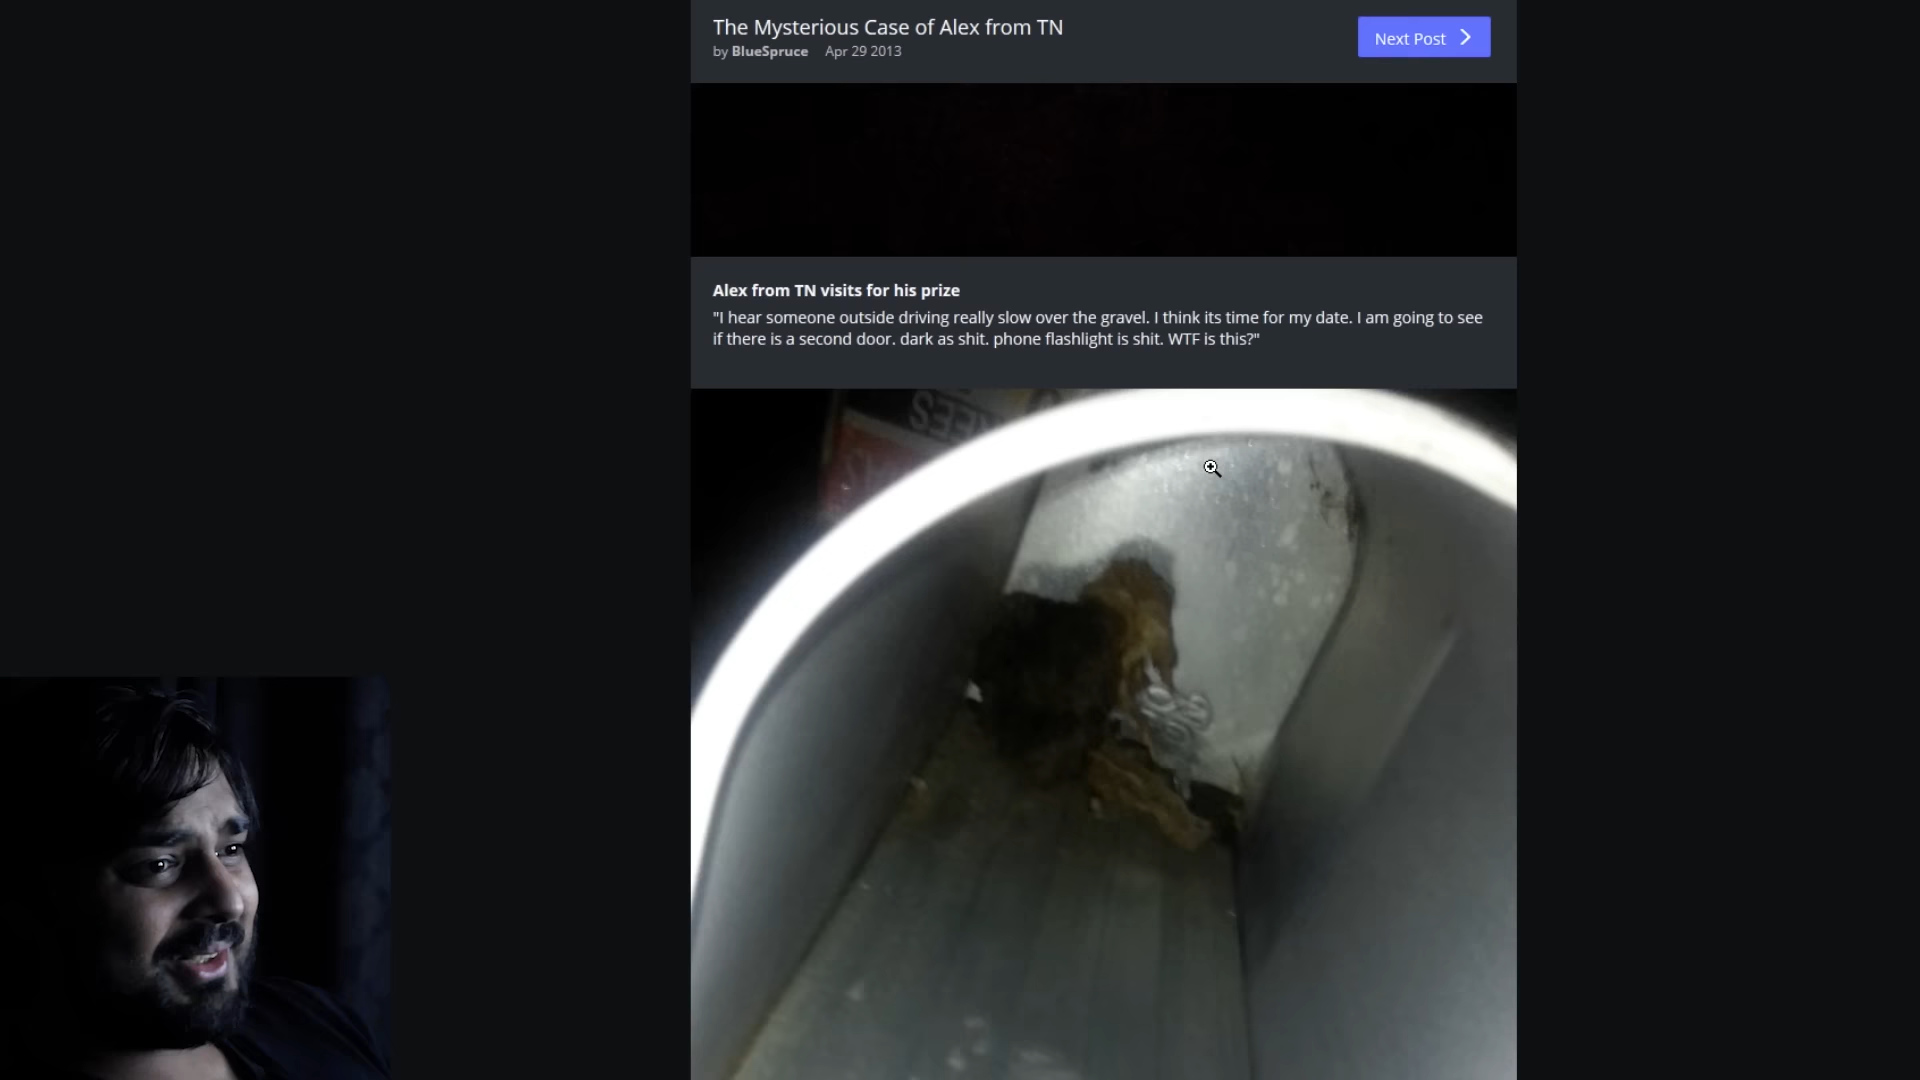 The Mysterious Case of Alex from TN
by BlueSpruce Apr 29 2013
Next Post
Alex from TN visits for his prize
"I hear someone outside driving really slow over the gravel. I think its time for my date. I am going to see
if there is a second door. dark as shit. phone flashlight is shit. WTF is this?"